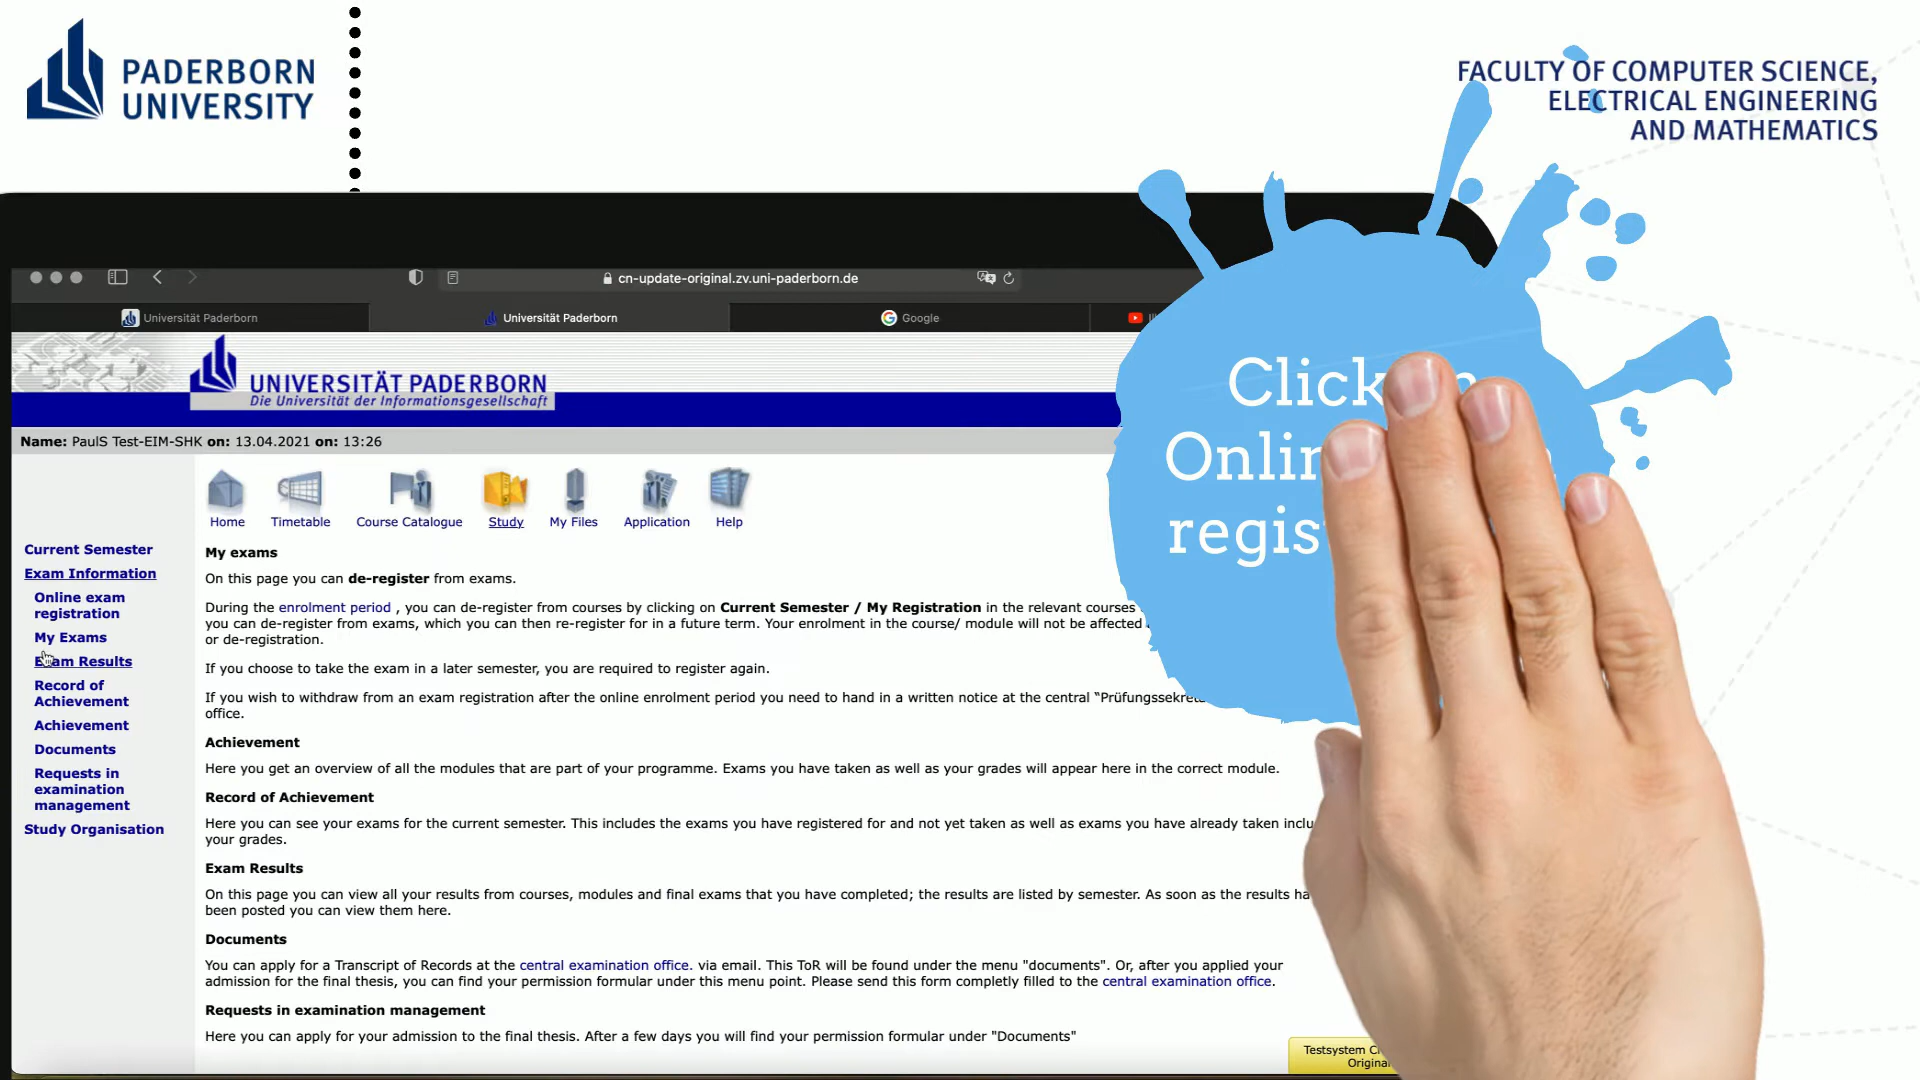 PADERBORN
UNIVERSITY
FACULTY OF COMPUTER SCIENCE,
ELECTRICAL ENGINEERING
AND MATHEMATICS
cn-update-original.zv.uni-paderborn.de
Universität Paderborn
Universität Paderborn
Google
UNIVERSITÄT PADERBORN
Die Universität der Informationsgesellschaft
Name: PaulS Test-EIM-SHK on: 13.04.2021 on: 13:26
Home
Timetable
Course Catalogue
Study
My Files
Application
Help
Current Semester
Exam Information
Online exam
registration
My Exams
Exam Results
Record of
Achievement
Achievement
Documents
Requests in
examination
management
Study Organisation
My exams
On this page you can de-register from exams.
During the enrolment period , you can de-register from courses by clicking on Current Semester / My Registration in the relevant courses
you can de-register from exams, which you can then re-register for in a future term. Your enrolment in the course/ module will not be affected
or de-registration.
If you choose to take the exam in a later semester, you are required to register again.
If you wish to withdraw from an exam registration after the online enrolment period you need to hand in a written notice at the central
office.
Achievement
Here you get an overview of all the modules that are part of your programme. Exams you have taken as well as your grades will appear here in the correct module.
Record of Achievement
Here you can see your exams for the current semester. This includes the exams you have registered for and not yet taken as well as exams you have already taken
your grades.
Exam Results
On this page you can view all your results from courses, modules and final exams that you have completed; the results are listed by semester. As soon as the results
been posted you can view them here.
Documents
You can apply for a Transcript of Records at the central examination office. via email. This ToR will be found under the menu "documents". Or, after you applied your
admission for the final thesis, you can find your permission formular under this menu point. Please send this form completly filled to the central examination office.
Requests in examination management
Here you can apply for your admission to the final thesis. After a few days you will find your permission formular under "Documents"
Click
Testsystem